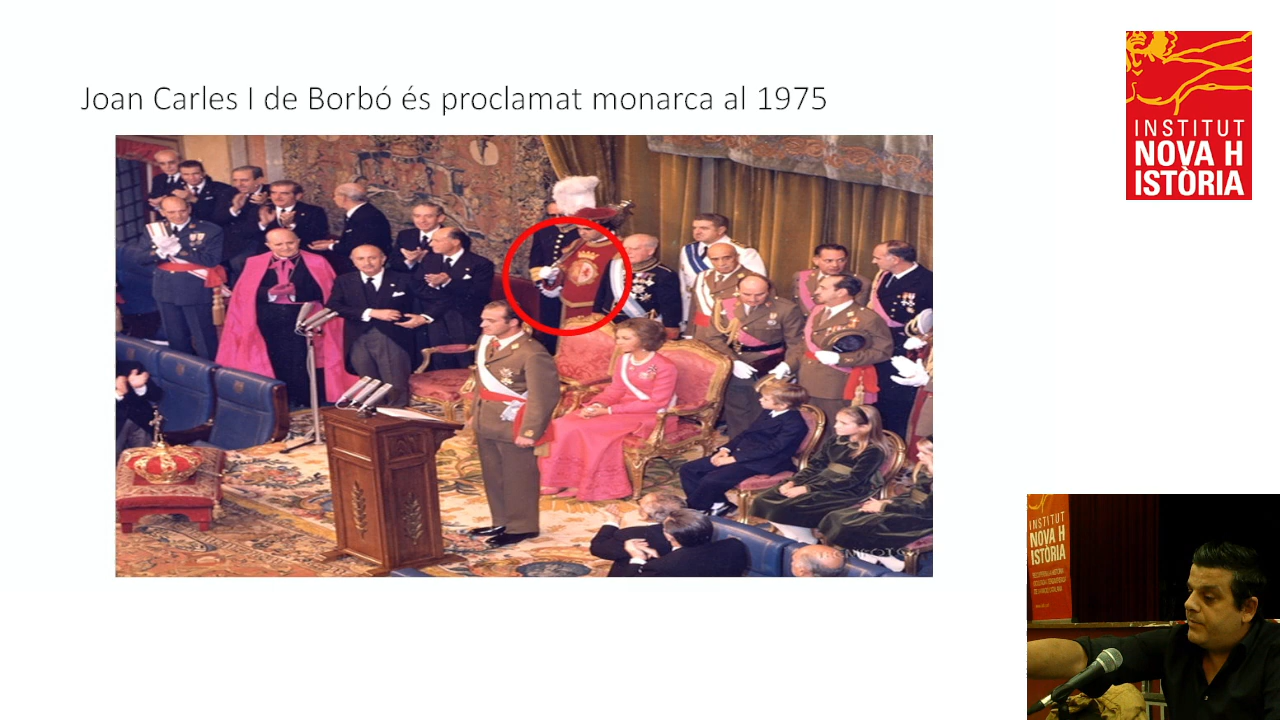 Joan Carles I de Borbó és proclamat monarca al 1975
INSTITUT
NOVA H
ISTÒRIA
INSTITUT
NOVA H
ISTÒRIA